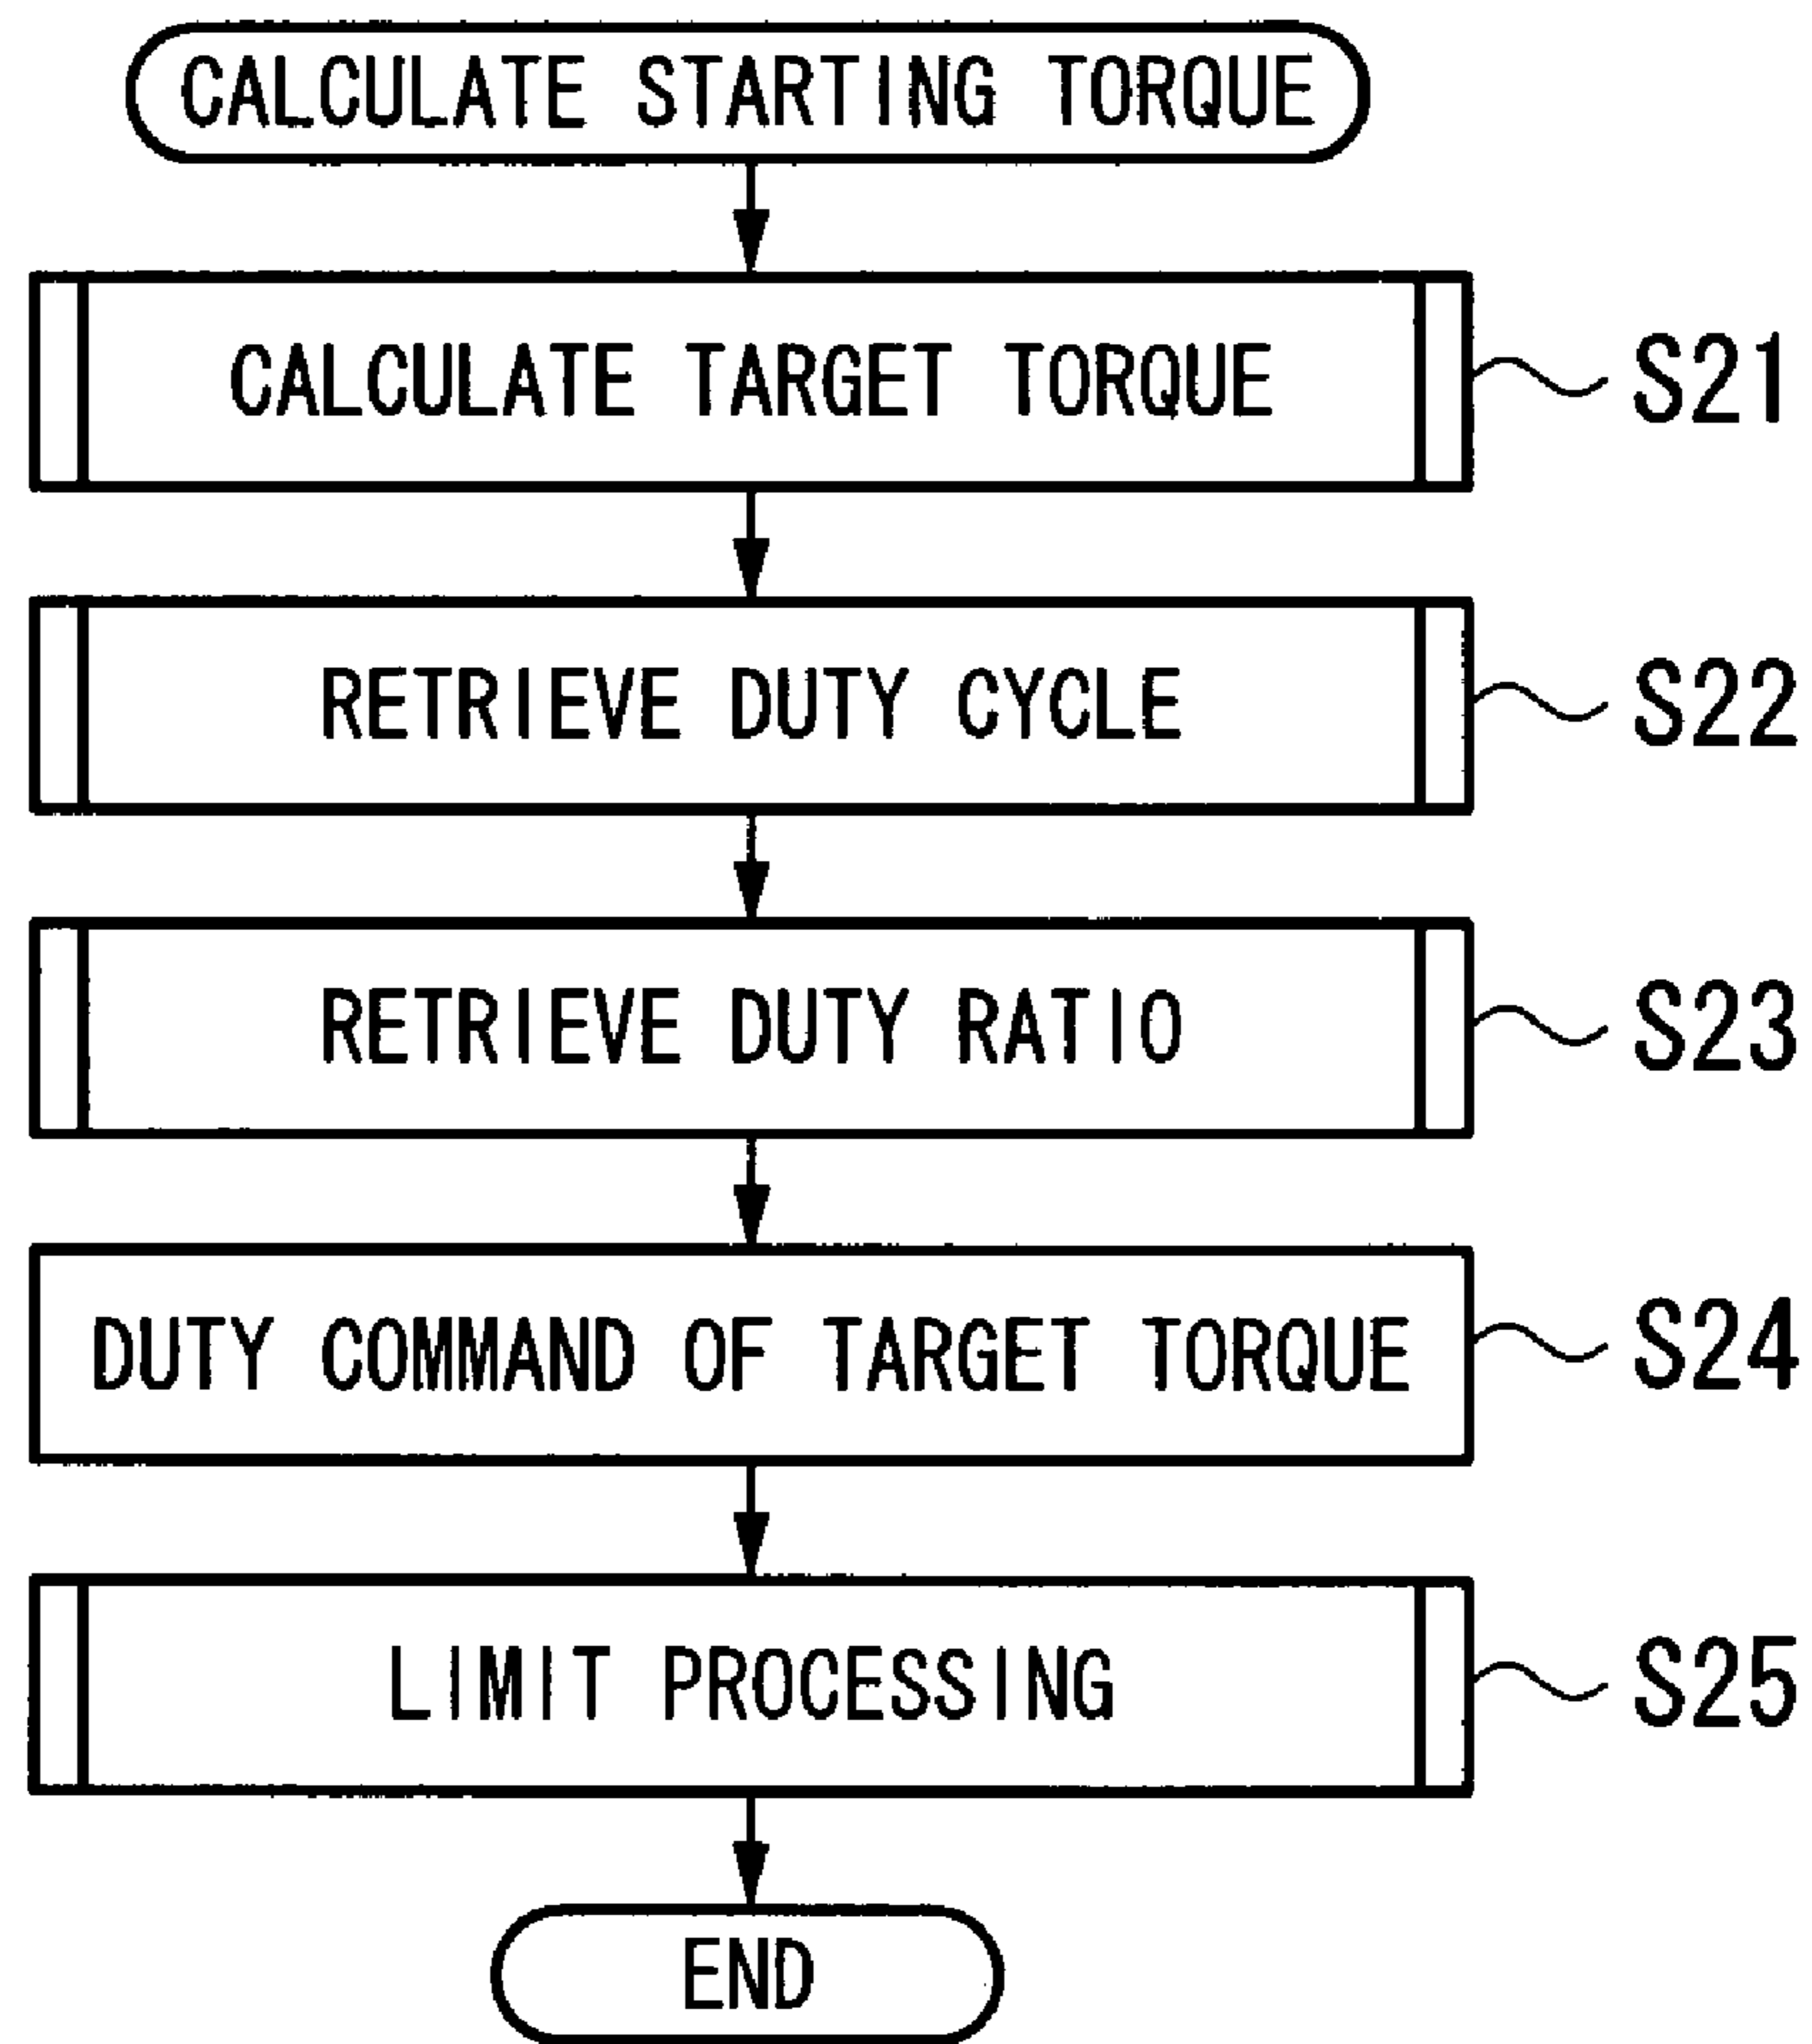 CALCULATE STARTING TORQUE
CALCULATE TARGET TORQUE S21
RETRIEVE DUTY CYCLE S22
RETRIEVE DUTY RATIO S23
DUTY COMMAND OF TARGET TORQUE S24
LIMIT PROCESSING S25
END